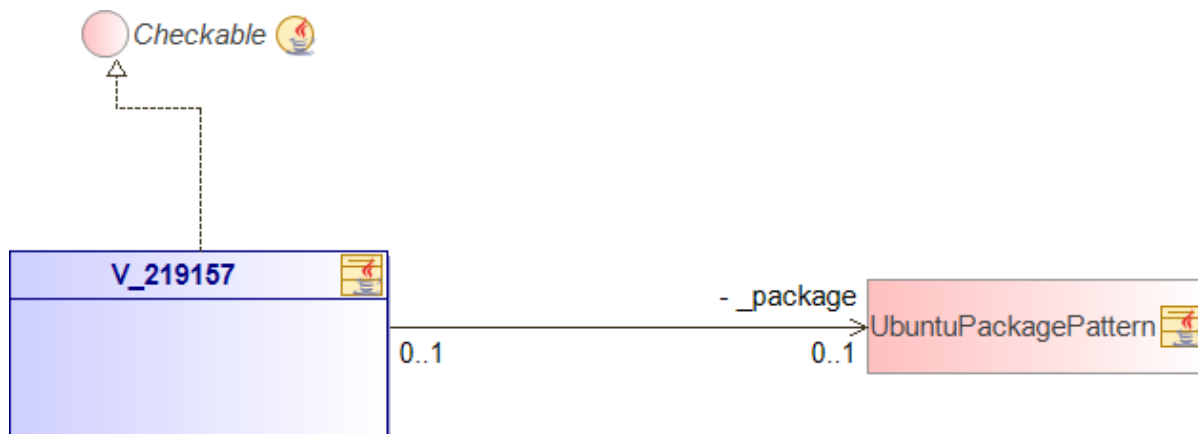 Checkable
V_219157
- _package
0..1
0..1
UbuntuPackagePattern